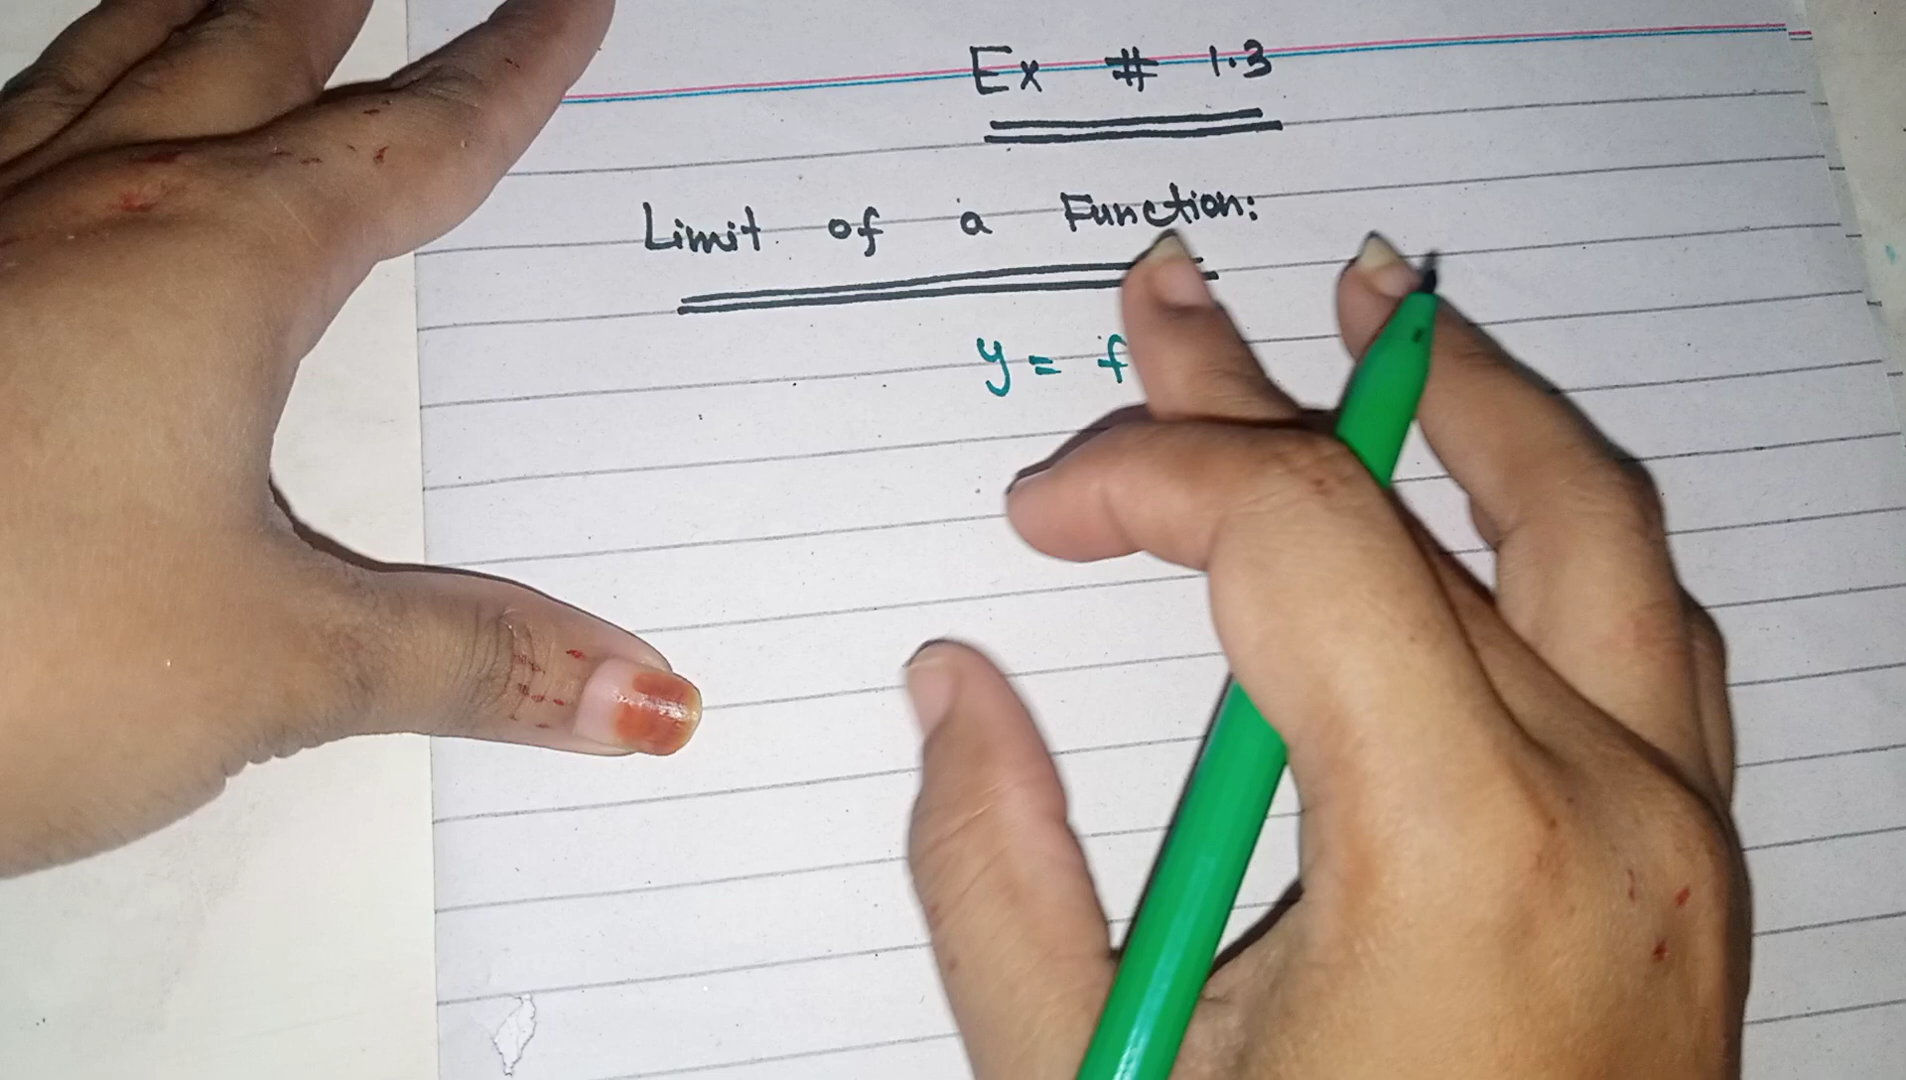 Ex # 1.3
Limit of a Function:
y = f